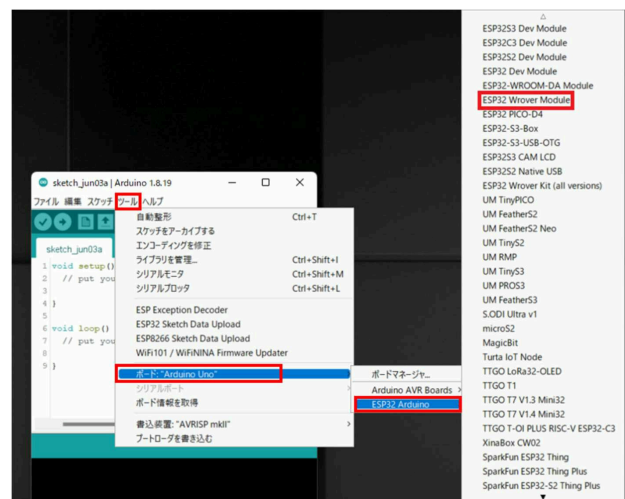 sketch_jun03a | Arduino 1.8.19
ファイル 編集 スケッチ ツール ヘルプ
sketch_jun03a
1 void setup()
2 // put you
3
4 }
5
6 void loop()
7 // put you
8
9 }
自動整形 Ctrl+T
スケッチをアーカイブする
エンコーディングを修正
ライブラリを管理... Ctrl+Shift+I
シリアルモニタ Ctrl+Shift+M
シリアルプロッタ Ctrl+Shift+L
ESP Exception Decoder
ESP32 Sketch Data Upload
ESP8266 Sketch Data Upload
WiFi101 / WiFiNINA Firmware Updater
ボード: "Arduino Uno"
シリアルポート
ボード情報を取得
書込装置: "AVRISP mkII"
ブートローダを書き込む
ボードマネージャ...
Arduino AVR Boards
ESP32 Arduino
ESP32S3 Dev Module
ESP32C3 Dev Module
ESP32S2 Dev Module
ESP32 Dev Module
ESP32-WROOM-DA Module
ESP32 Wrover Module
ESP32 PICO-D4
ESP32-S3-Box
ESP32-S3-USB-OTG
ESP32S3 CAM LCD
ESP32S2 Native USB
ESP32 Wrover Kit (all versions)
UM TinyPICO
UM FeatherS2
UM FeatherS2 Neo
UM TinyS2
UM RMP
UM TinyS3
UM PROS3
UM FeatherS3
S.ODI Ultra v1
microS2
MagicBit
Turta IoT Node
TTGO LoRa32-OLED
TTGO T1
TTGO T7 V1.3 Mini32
TTGO T7 V1.4 Mini32
TTGO T-OI PLUS RISC-V ESP32-C3
XinaBox CW02
SparkFun ESP32 Thing
SparkFun ESP32 Thing Plus
SparkFun ESP32-S2 Thing Plus